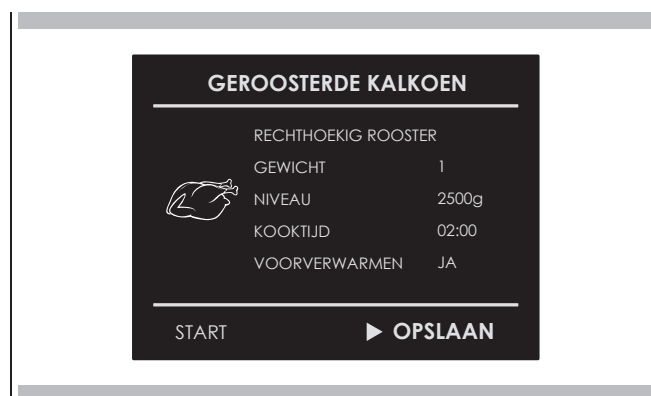 GEROOSTERDE KALKOEN
RECHTHOEKIG ROOSTER
GEWICHT 1
NIVEAU 2500g
KOOKTIJD 02:00
VOORVERWARMEN JA
START ▶ OPSLAAN